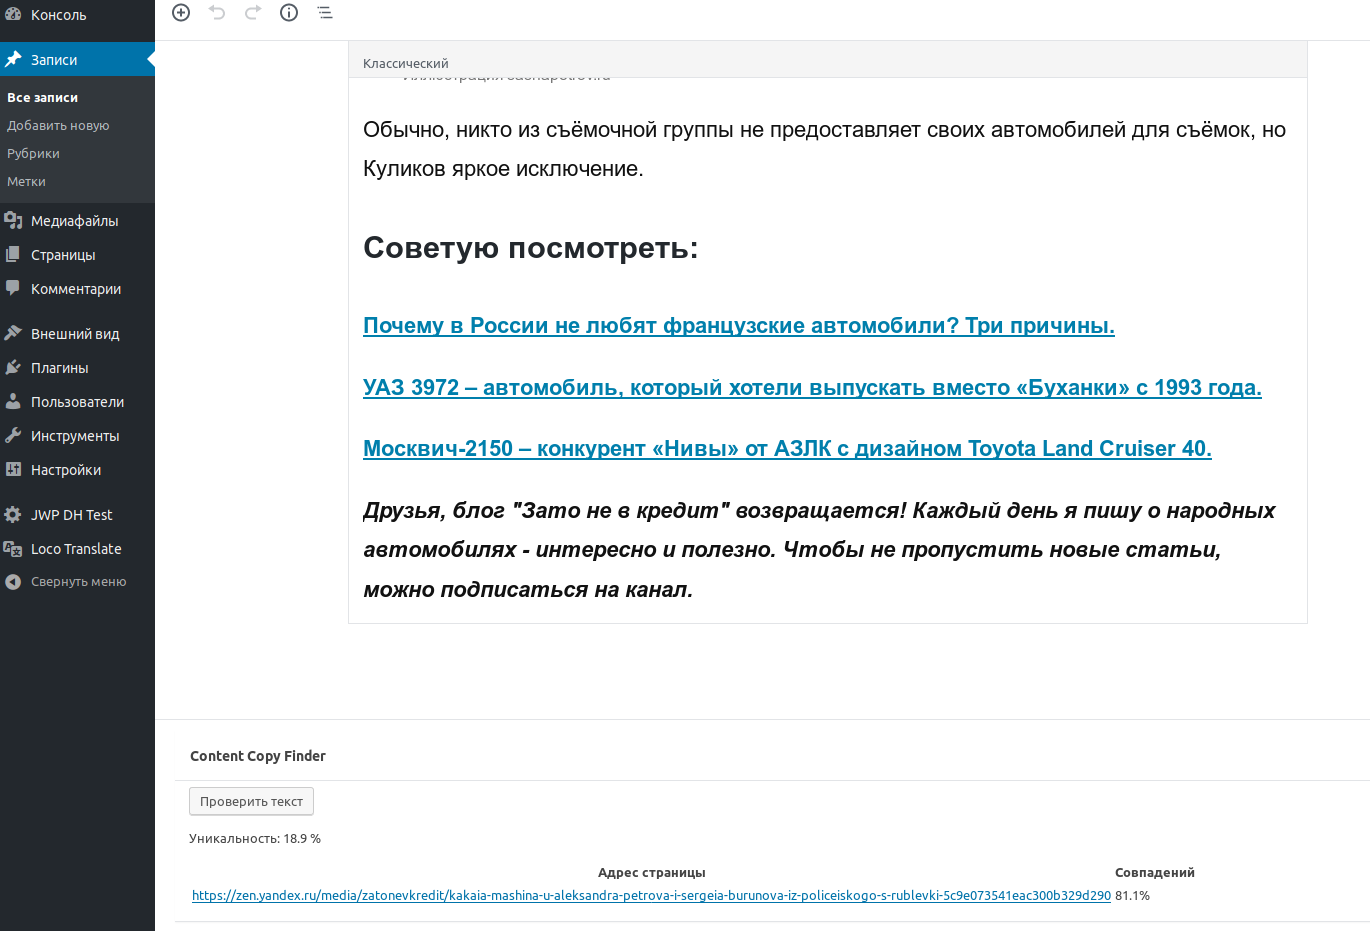 Консоль
Записи
Все записи
Добавить новую
Рубрики
Метки
Медиафайлы
Страницы
Комментарии
Внешний вид
Плагины
Пользователи
Инструменты
Настройки
JWP DH Test
Loco Translate
Свернуть меню
Классический
Обычно, никто из съёмочной группы не предоставляет своих автомобилей для съёмок, но
Куликов яркое исключение.
Советую посмотреть:
Почему в России не любят французские автомобили? Три причины.
УАЗ 3972 – автомобиль, который хотели выпускать вместо «Буханки» с 1993 года.
Москвич-2150 – конкурент «Нивы» от АЗЛК с дизайном Toyota Land Cruiser 40.
Друзья, блог "Зато не в кредит" возвращается! Каждый день я пишу о народных
автомобилях - интересно и полезно. Чтобы не пропустить новые статьи,
можно подписаться на канал.
Content Copy Finder
Проверить текст
Уникальность: 18.9 %
Адрес страницы Совпадений
https://zen.yandex.ru/media/zatonevkredit/kakaia-mashina-u-aleksandra-petrova-i-sergeia-burunova-iz-policeiskogo-s-rublevki-5c9e073541eac300b329d290 81.1%